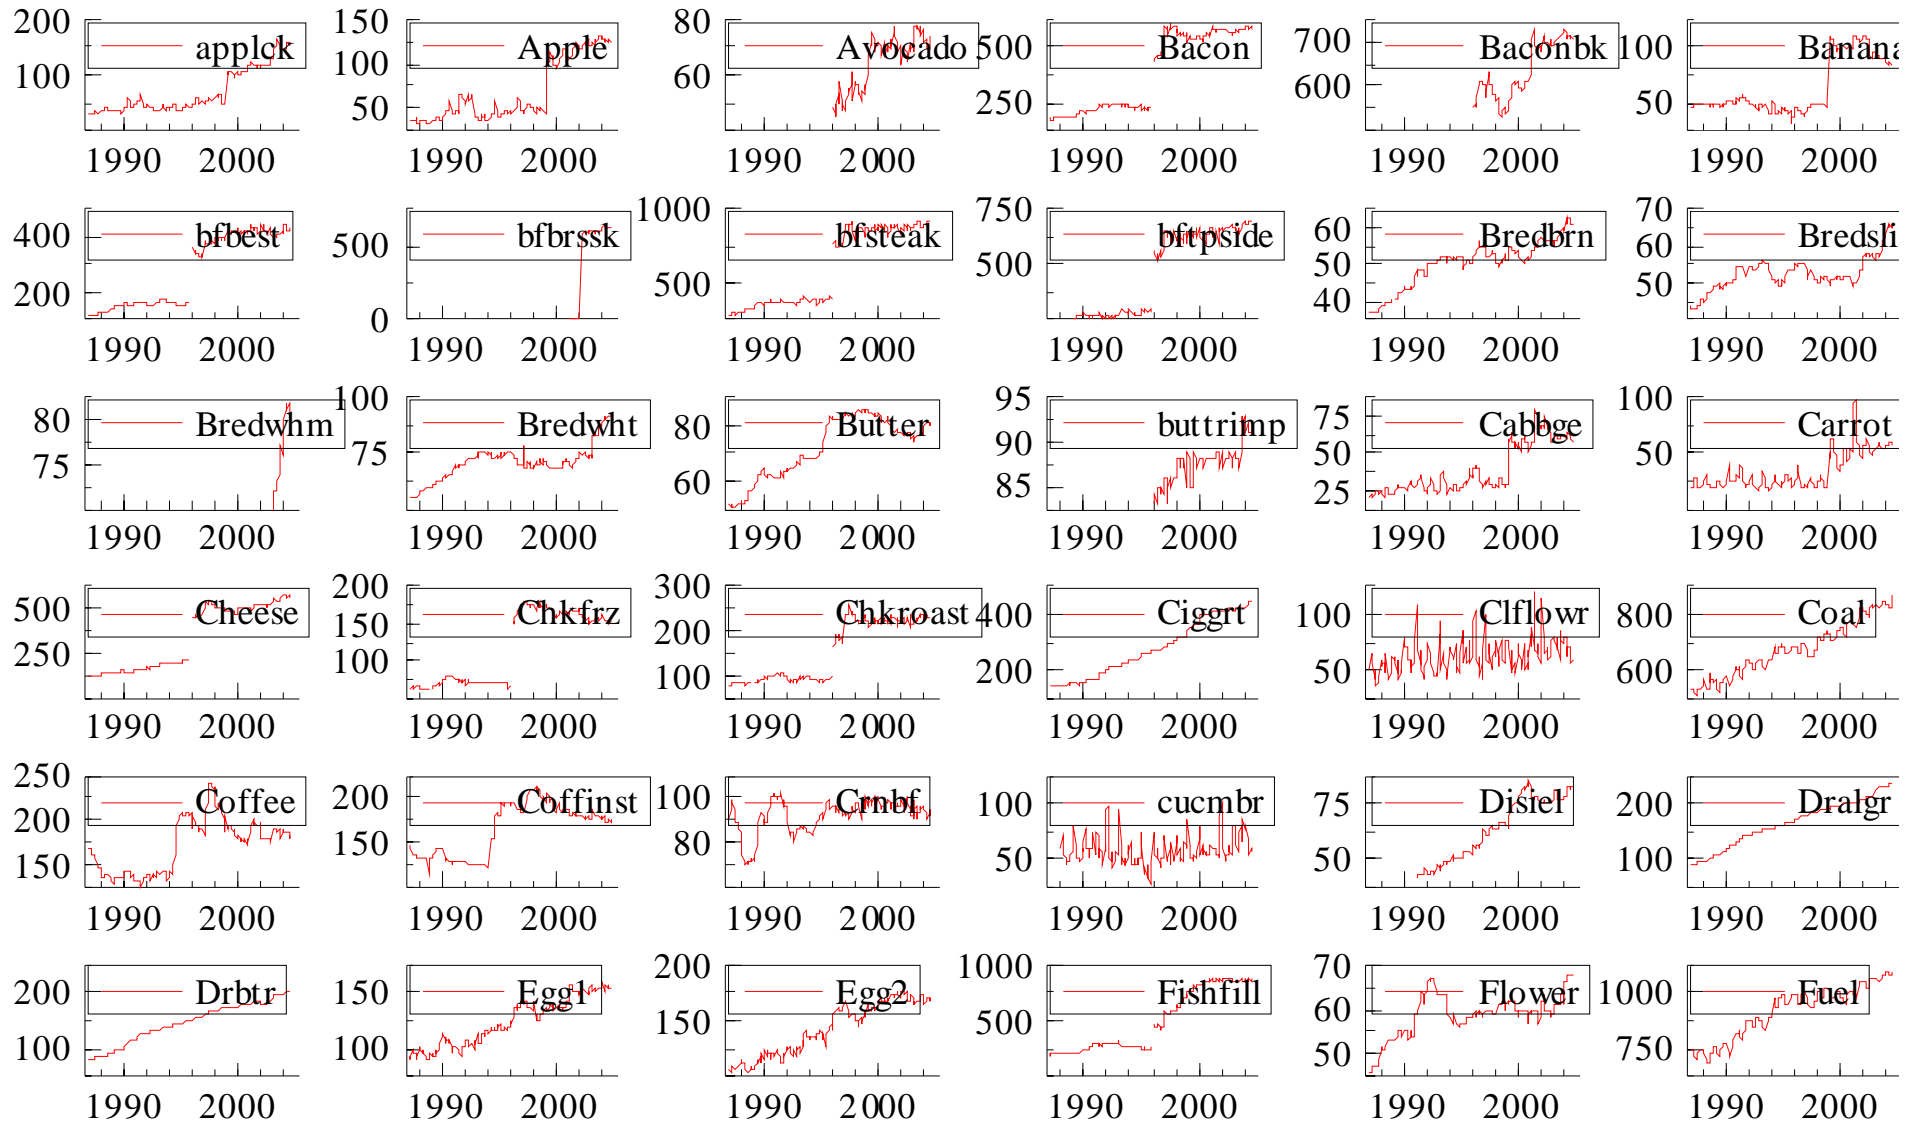 200 applck 150 Apple 80 Avocado 500 Bacon 700 Baconbk 100 Banana
100 100 50 60 250 600 50
1990 2000 1990 2000 1990 2000 1990 2000 1990 2000 1990 2000
400 bfbest 500 bfbrssk 1000 bfsteak 750 bftpside 60 Bredbrn 70 Bredsli
200 0 500 500 50 40 60 50
1990 2000 1990 2000 1990 2000 1990 2000 1990 2000 1990 2000
80 Bredwhm 100 Bredwht 80 Butter 95 buttrimp 75 Cabbge 100 Carrot
75 75 60 90 85 50 25 50
1990 2000 1990 2000 1990 2000 1990 2000 1990 2000 1990 2000
500 Cheese 200 Chkfrz 300 Chkroast 400 Ciggrt 100 Clflowr 800 Coal
250 150 100 200 100 200 50 600
1990 2000 1990 2000 1990 2000 1990 2000 1990 2000 1990 2000
250 Coffee 200 Coffinst 100 Crnbf 100 cucmbr 75 Disiel 200 Dralgr
200 150 150 80 50 50 100
1990 2000 1990 2000 1990 2000 1990 2000 1990 2000 1990 2000
200 Drbtr 150 Egg1 200 Egg2 1000 Fishfill 70 Flower 1000 Fuel
100 100 150 500 60 50 750
1990 2000 1990 2000 1990 2000 1990 2000 1990 2000 1990 2000